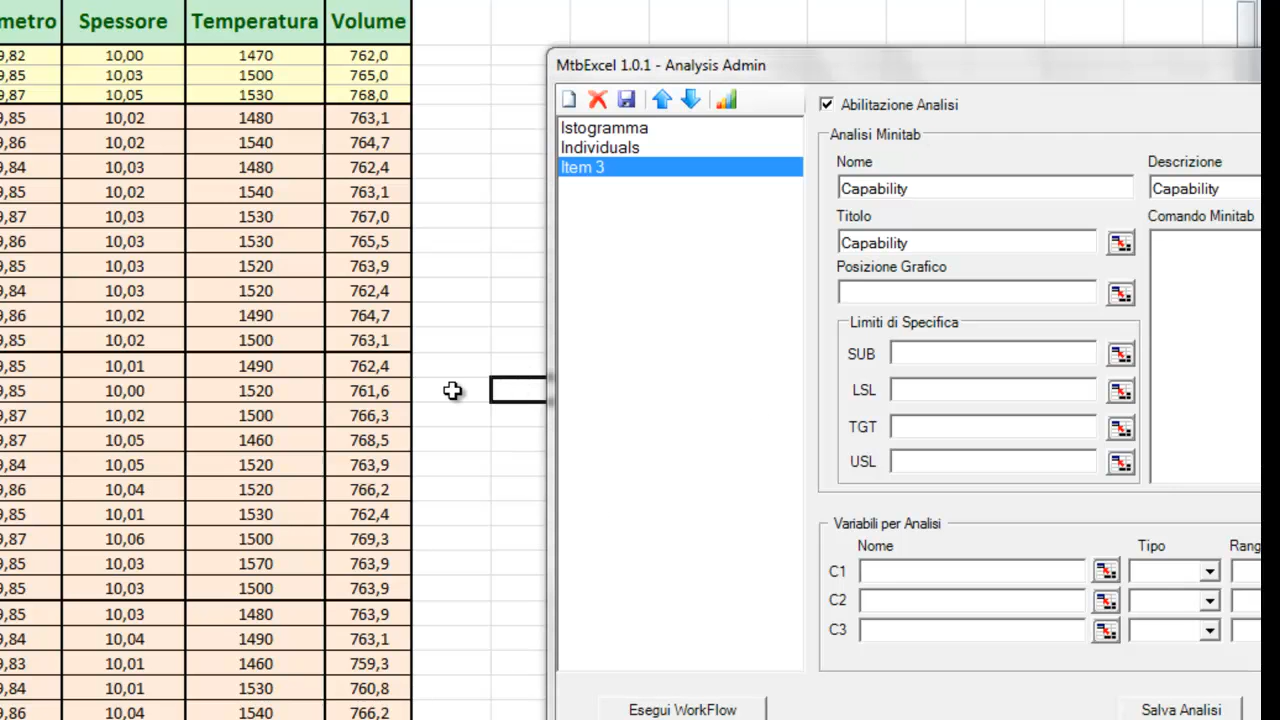 metro Spessore Temperatura Volume
9,82 10,00 1470 762,0
9,85 10,03 1500 765,0
9,87 10,05 1530 768,0
9,85 10,02 1480 763,1
9,86 10,02 1540 764,7
9,84 10,03 1480 762,4
9,85 10,02 1540 763,1
9,87 10,03 1530 767,0
9,86 10,03 1530 765,5
9,85 10,03 1520 763,9
9,84 10,03 1520 762,4
9,86 10,02 1490 764,7
9,85 10,02 1500 763,1
9,85 10,01 1490 762,4
9,85 10,00 1520 761,6
9,87 10,02 1500 766,3
9,87 10,05 1460 768,5
9,84 10,05 1520 763,9
9,86 10,04 1520 766,2
9,85 10,01 1530 762,4
9,87 10,06 1500 769,3
9,85 10,03 1570 763,9
9,85 10,03 1500 763,9
9,85 10,03 1480 763,9
9,84 10,04 1490 763,1
9,83 10,01 1460 759,3
9,84 10,01 1530 760,8
9,86 10,04 1540 766,2
MtbExcel 1.0.1 - Analysis Admin
Istogramma
Individuals
Item 3
Abilitazione Analisi
Analisi Minitab
Nome Descrizione
Capability Capability
Titolo Comando Minitab
Capability
Posizione Grafico
Limiti di Specifica
SUB
LSL
TGT
USL
Variabili per Analisi
Nome Tipo Rang
C1
C2
C3
Esegui WorkFlow Salva Analisi